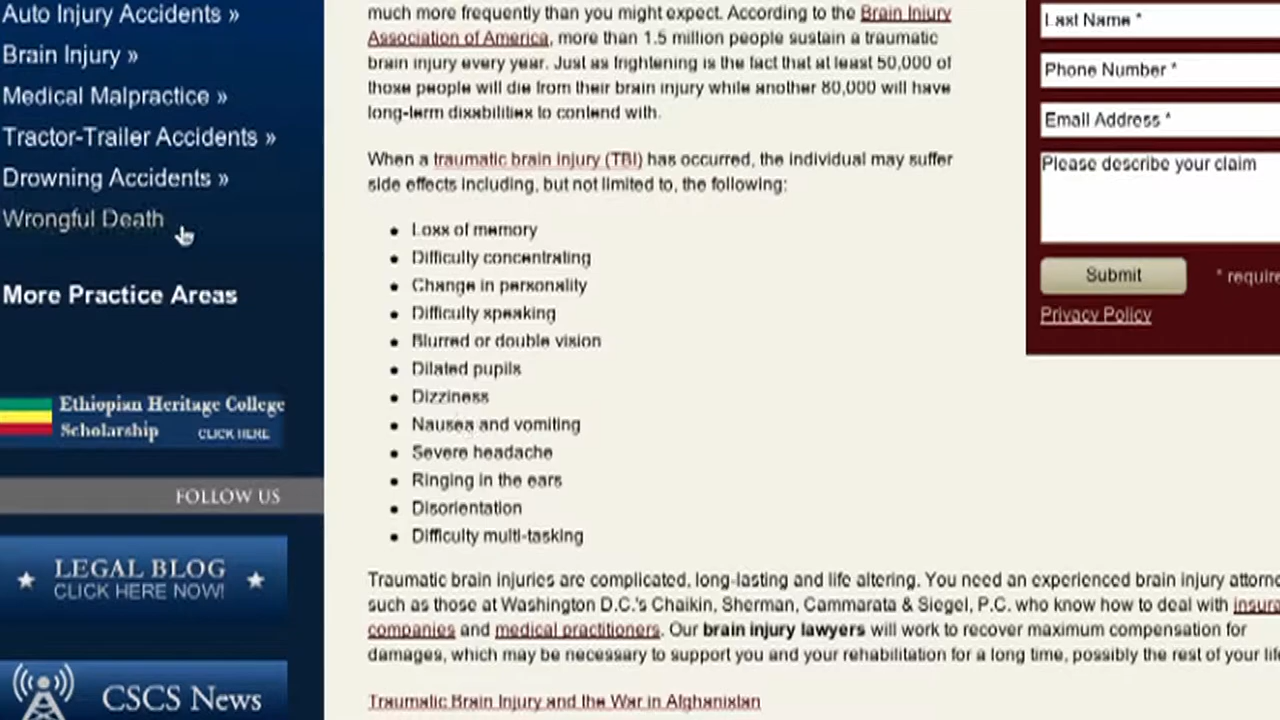 Auto Injury Accidents »
Brain Injury »
Medical Malpractice »
Tractor-Trailer Accidents »
Drowning Accidents »
Wrongful Death
More Practice Areas
Ethiopian Heritage College
Scholarship CLICK HERE
FOLLOW US
LEGAL BLOG
CLICK HERE NOW!
CSCS News
much more frequently than you might expect. According to the Brain Injury
Association of America, more than 1.5 million people sustain a traumatic
brain injury every year. Just as frightening is the fact that at least 50,000 of
those people will die from their brain injury while another 80,000 will have
long-term disabilities to contend with.
When a traumatic brain injury (TBI) has occurred, the individual may suffer
side effects including, but not limited to, the following:
• Loss of memory
• Difficulty concentrating
• Change in personality
• Difficulty speaking
• Blurred or double vision
• Dilated pupils
• Dizziness
• Nausea and vomiting
• Severe headache
• Ringing in the ears
• Disorientation
• Difficulty multi-tasking
Traumatic brain injuries are complicated, long-lasting and life altering. You need an experienced brain injury attorne
such as those at Washington D.C.'s Chaikin, Sherman, Cammarata & Siegel, P.C. who know how to deal with insura
companies and medical practitioners. Our brain injury lawyers will work to recover maximum compensation for
damages, which may be necessary to support you and your rehabilitation for a long time, possibly the rest of your life
Traumatic Brain Injury and the War in Afghanistan
Last Name *
Phone Number *
Email Address *
Please describe your claim
Submit * require
Privacy Policy